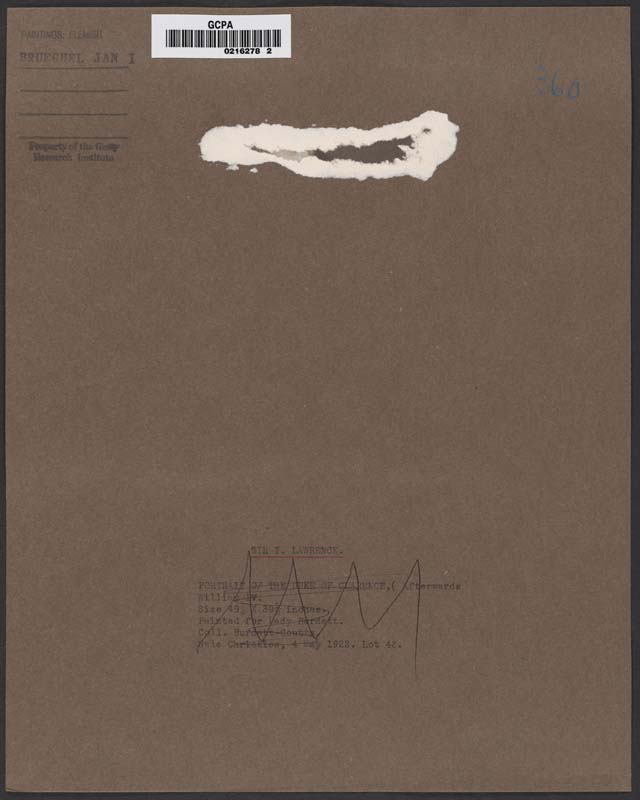 PAINTINGS: FLEMISH
BRUEGHEL JAN I
Property of the Getty
Research Institute
GCPA
0216278 2
360
SIR T. LAWRENCE.
PORTRAIT OF THE DUKE OF CLARENCE,( Afterwards
William IV.
Size 49 39 inches.
Painted for Lady Burdett.
Coll. Burdett-Coutts.
Sale Christies, 4 May 1922. Lot 42.